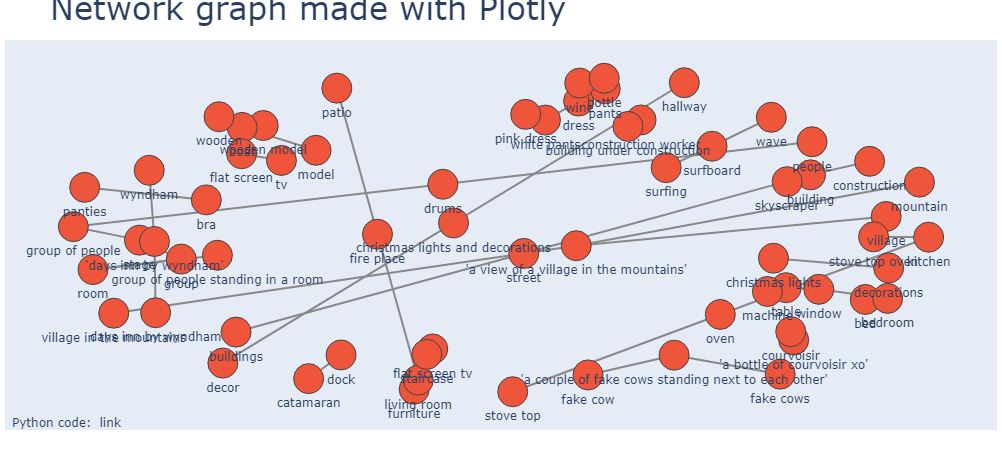 Network graph made with Plotly
patio
hallway
wine
bottle
pants
dress
pink dress
wooden
wooden model
white pants
construction worker
building under construction
wave
people
flat screen
tv
model
surfboard
surfing
wyndham
skyscraper
building
construction
mountain
panties
bra
drums
village
group of people
stage
'days inn by wyndham'
group
group of people standing in a room
room
fire place
christmas lights and decorations
street
'a view of a village in the mountains'
stove top oven
kitchen
christmas lights
decorations
machine
table
window
bed
bedroom
village in the mountains
days inn by wyndham
buildings
oven
courvoisir
'a bottle of courvoisir xo'
decor
dock
catamaran
flat screen tv
staircase
living room
furniture
stove top
'a couple of fake cows standing next to each other'
fake cow
fake cows
Python code:  link